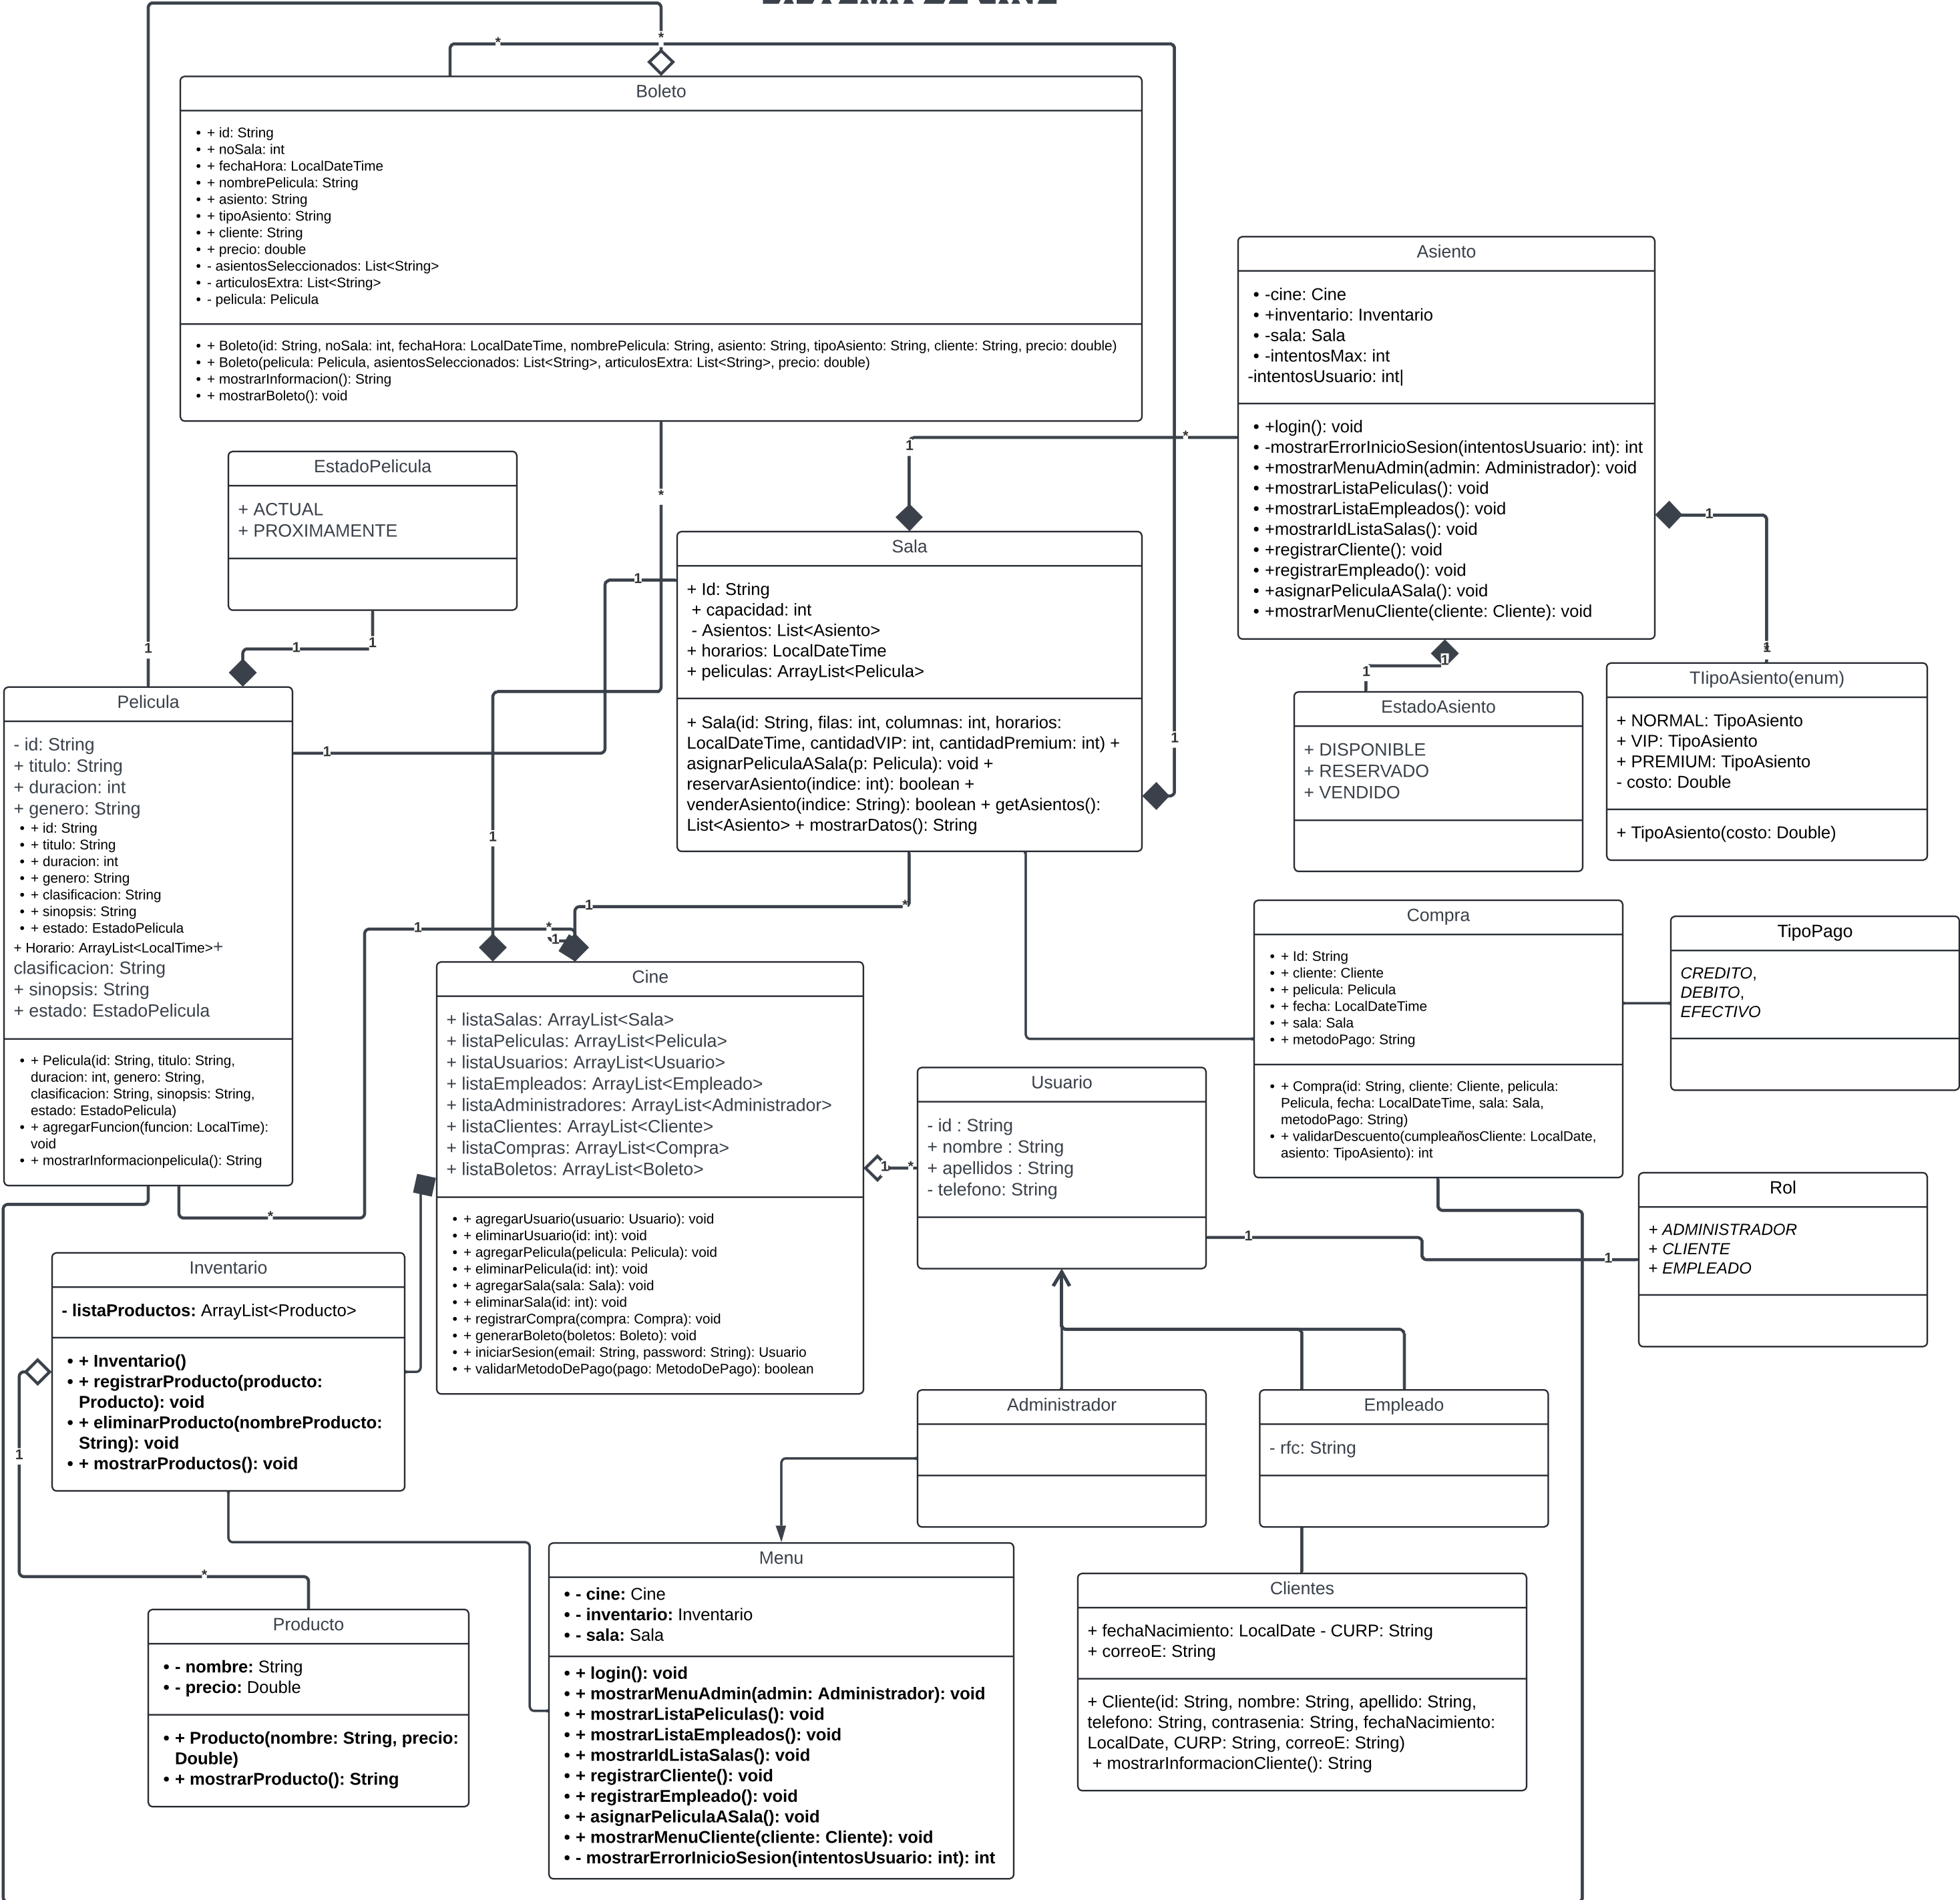 *
*
Boleto
• + id: String
• + noSala: int
• + fechaHora: LocalDateTime
• + nombrePelicula: String
• + asiento: String
• + tipoAsiento: String
• + cliente: String
• + precio: double
• - asientosSeleccionados: List<String>
• - articulosExtra: List<String>
• - pelicula: Pelicula
• + Boleto(id: String, noSala: int, fechaHora: LocalDateTime, nombrePelicula: String, asiento: String, tipoAsiento: String, cliente: String, precio: double)
• + Boleto(pelicula: Pelicula, asientosSeleccionados: List<String>, articulosExtra: List<String>, precio: double)
• + mostrarInformacion(): String
• + mostrarBoleto(): void
Asiento
• -cine: Cine
• +inventario: Inventario
• -sala: Sala
• -intentosMax: int
-intentosUsuario: int|
• +login(): void
• -mostrarErrorInicioSesion(intentosUsuario: int): int
• +mostrarMenuAdmin(admin: Administrador): void
• +mostrarListaPeliculas(): void
• +mostrarListaEmpleados(): void
• +mostrarIdListaSalas(): void
• +registrarCliente(): void
• +registrarEmpleado(): void
• +asignarPeliculaASala(): void
• +mostrarMenuCliente(cliente: Cliente): void
1
*
*
1
EstadoPelicula
+ ACTUAL
+ PROXIMAMENTE
1
1
1
Sala
+ Id: String
+ capacidad: int
- Asientos: List<Asiento>
+ horarios: LocalDateTime
+ peliculas: ArrayList<Pelicula>
+ Sala(id: String, filas: int, columnas: int, horarios:
LocalDateTime, cantidadVIP: int, cantidadPremium: int) +
asignarPeliculaASala(p: Pelicula): void +
reservarAsiento(indice: int): boolean +
venderAsiento(indice: String): boolean + getAsientos():
List<Asiento> + mostrarDatos(): String
1
1
1
1
1
EstadoAsiento
+ DISPONIBLE
+ RESERVADO
+ VENDIDO
TIipoAsiento(enum)
+ NORMAL: TipoAsiento
+ VIP: TipoAsiento
+ PREMIUM: TipoAsiento
- costo: Double
+ TipoAsiento(costo: Double)
Pelicula
- id: String
+ titulo: String
+ duracion: int
+ genero: String
• + id: String
• + titulo: String
• + duracion: int
• + genero: String
• + clasificacion: String
• + sinopsis: String
• + estado: EstadoPelicula
+ Horario: ArrayList<LocalTime>+
clasificacion: String
+ sinopsis: String
+ estado: EstadoPelicula
• + Pelicula(id: String, titulo: String,
duracion: int, genero: String,
clasificacion: String, sinopsis: String,
estado: EstadoPelicula)
• + agregarFuncion(funcion: LocalTime):
void
• + mostrarInformacionpelicula(): String
1
1
1
*
1
*
1
*
Cine
+ listaSalas: ArrayList<Sala>
+ listaPeliculas: ArrayList<Pelicula>
+ listaUsuarios: ArrayList<Usuario>
+ listaEmpleados: ArrayList<Empleado>
+ listaAdministradores: ArrayList<Administrador>
+ listaClientes: ArrayList<Cliente>
+ listaCompras: ArrayList<Compra>
+ listaBoletos: ArrayList<Boleto>
• + agregarUsuario(usuario: Usuario): void
• + eliminarUsuario(id: int): void
• + agregarPelicula(pelicula: Pelicula): void
• + eliminarPelicula(id: int): void
• + agregarSala(sala: Sala): void
• + eliminarSala(id: int): void
• + registrarCompra(compra: Compra): void
• + generarBoleto(boletos: Boleto): void
• + iniciarSesion(email: String, password: String): Usuario
• + validarMetodoDePago(pago: MetodoDePago): boolean
1
*
Usuario
- id : String
+ nombre : String
+ apellidos : String
- telefono: String
1
1
Compra
• + Id: String
• + cliente: Cliente
• + pelicula: Pelicula
• + fecha: LocalDateTime
• + sala: Sala
• + metodoPago: String
• + Compra(id: String, cliente: Cliente, pelicula:
Pelicula, fecha: LocalDateTime, sala: Sala,
metodoPago: String)
• + validarDescuento(cumpleañosCliente: LocalDate,
asiento: TipoAsiento): int
TipoPago
CREDITO,
DEBITO,
EFECTIVO
Rol
+ ADMINISTRADOR
+ CLIENTE
+ EMPLEADO
Inventario
- listaProductos: ArrayList<Producto>
• + Inventario()
• + registrarProducto(producto:
Producto): void
• + eliminarProducto(nombreProducto:
String): void
• + mostrarProductos(): void
1
*
Administrador
Empleado
- rfc: String
Producto
• - nombre: String
• - precio: Double
• + Producto(nombre: String, precio:
Double)
• + mostrarProducto(): String
Menu
• - cine: Cine
• - inventario: Inventario
• - sala: Sala
• + login(): void
• + mostrarMenuAdmin(admin: Administrador): void
• + mostrarListaPeliculas(): void
• + mostrarListaEmpleados(): void
• + mostrarIdListaSalas(): void
• + registrarCliente(): void
• + registrarEmpleado(): void
• + asignarPeliculaASala(): void
• + mostrarMenuCliente(cliente: Cliente): void
• - mostrarErrorInicioSesion(intentosUsuario: int): int
Clientes
+ fechaNacimiento: LocalDate - CURP: String
+ correoE: String
+ Cliente(id: String, nombre: String, apellido: String,
telefono: String, contrasenia: String, fechaNacimiento:
LocalDate, CURP: String, correoE: String)
+ mostrarInformacionCliente(): String